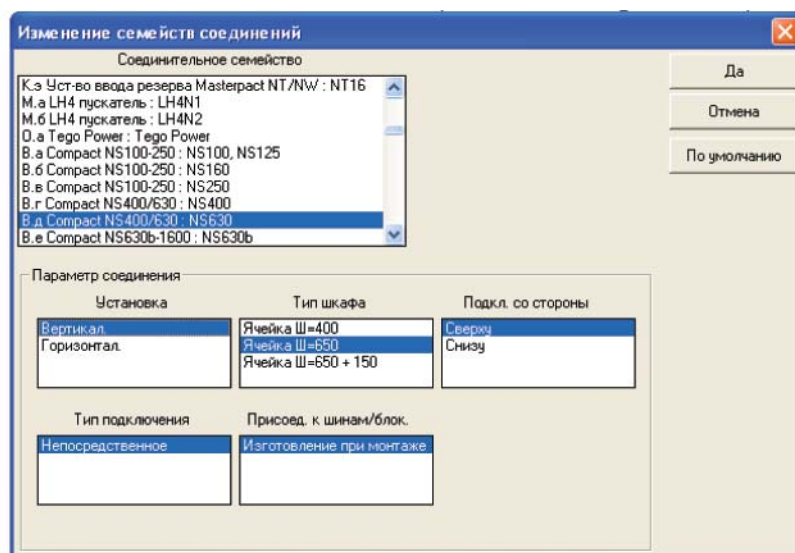 Изменение семейств соединений
Соединительное семейство
К.э Уст-во ввода резерва Masterpact NT/NW : NT16
М.а LH4 пускатель : LH4N1
М.б LH4 пускатель : LH4N2
О.а Tego Power : Tego Power
В.а Compact NS100-250 : NS100, NS125
В.б Compact NS100-250 : NS160
В.в Compact NS100-250 : NS250
В.г Compact NS400/630 : NS400
В.д Compact NS400/630 : NS630
В.е Compact NS630b-1600 : NS630b
Да
Отмена
По умолчанию
Параметр соединения
Установка
Вертикал.
Горизонтал.
Тип шкафа
Ячейка Ш=400
Ячейка Ш=650
Ячейка Ш=650 + 150
Подкл. со стороны
Сверху
Снизу
Тип подключения
Непосредственное
Присоед. к шинам/блок.
Изготовление при монтаже